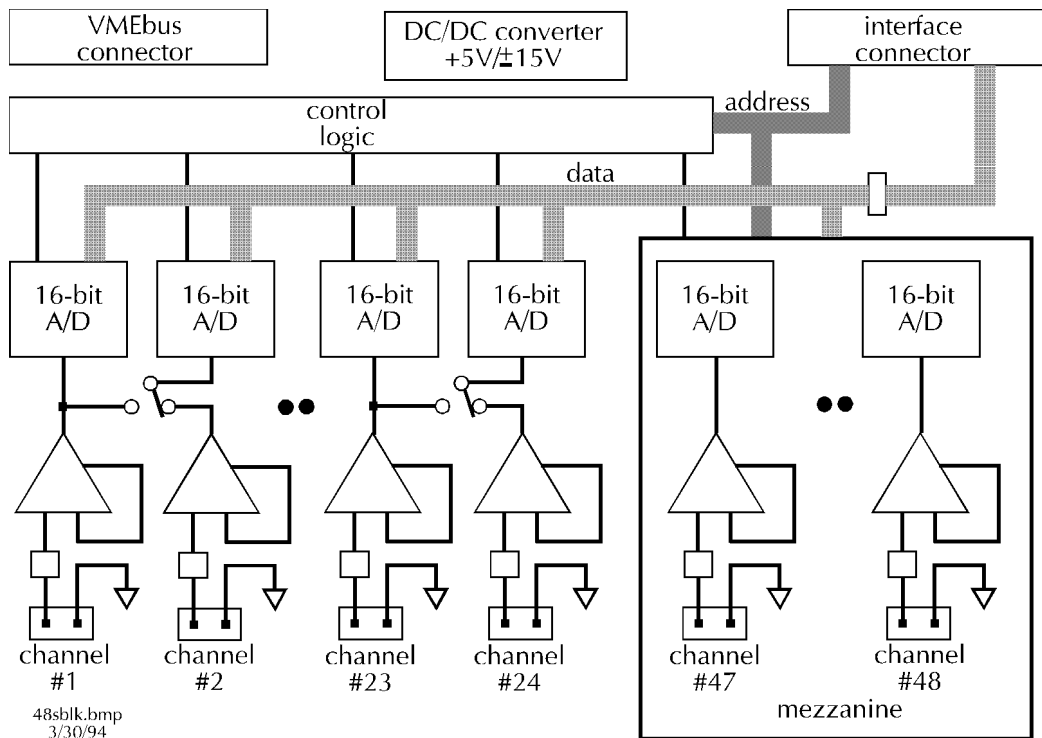 VMEbus
connector
DC/DC converter
+5V/±15V
interface
connector
control
logic
address
data
16-bit
A/D
16-bit
A/D
16-bit
A/D
16-bit
A/D
16-bit
A/D
16-bit
A/D
channel
#1
channel
#2
channel
#23
channel
#24
channel
#47
channel
#48
mezzanine
48sblk.bmp
3/30/94